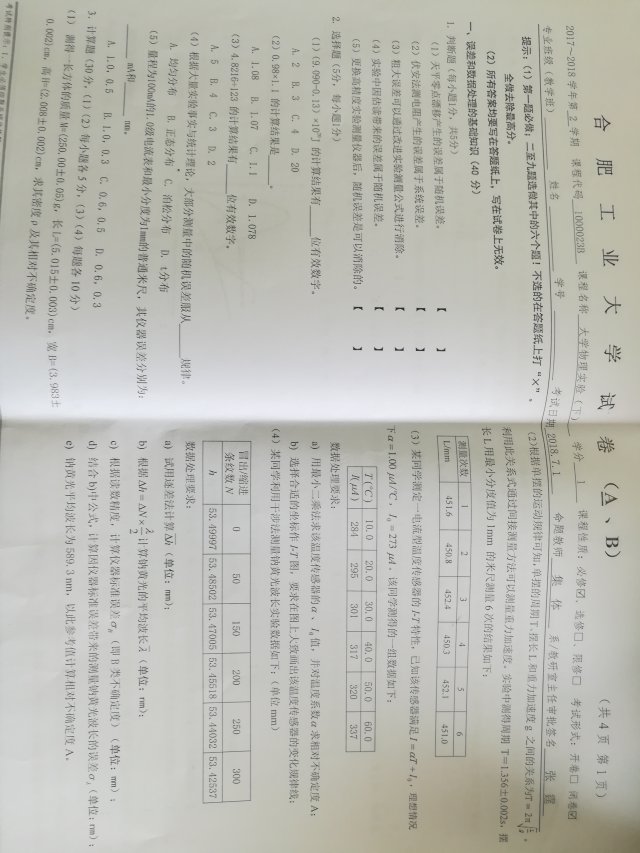 合 肥 工 业 大 学 试 卷 （A 、B）
（共 4 页 第 1 页）
2017～2018 学年第 2 学期 课程代码 1000023B 课程名称 大学物理实验（下） 学分 1 课程性质：必修☑、选修□、限修□ 考试形式：开卷□ 闭卷☑
专业班级（教学班） 姓名 学号 考试日期 2018.7.1 命题教师 集 体 系/教研室主任审批签名 张 霆
提示：（1）第一题必做；二至九题选做其中的六个题！不选的在答题纸上打“×”。
全做去除最高分。
（2）所有答案均要写在答题纸上，写在试卷上无效。
一、误差和数据处理的基础知识（40 分）
1. 判断题（每小题1分，共5分）
（1）天平零点漂移产生的误差属于随机误差。 【 】
（2）伏安法测电阻产生的误差属于系统误差。 【 】
（3）粗大误差可以通过改进实验测量公式进行消除。 【 】
（4）实验中因估读带来的误差属于随机误差。 【 】
（5）更换高精度实验测量仪器后，随机误差是可以消除的。 【 】
2. 选择题（5分，每小题1分）
（1）(9.090-0.13) ×10²⁰J 的计算结果有______位有效数字。
A. 2 B. 3 C. 4 D. 20
（2）0.98×1.1 的计算结果是______。
A. 1.08 B. 1.07 C. 1.1 D. 1.078
（3）4.8216÷123 的计算结果有______位有效数字。
A. 5 B. 4 C. 3 D. 2
（4）根据大量实验事实与统计理论，大部分测量中的随机误差服从______规律。
A. 均匀分布 B. 正态分布 C. 泊松分布 D. t分布
（5）量程为100mA的1.0级电流表和最小分度为1mm的普通米尺，其仪器误差分别为：
______ mA和______ mm。
A. 1.0, 0.5 B. 1.0, 0.3 C. 0.6, 0.5 D. 0.6, 0.3
3. 计算题（30分，（1）（2）每小题各 5 分，（3）（4）每题各 10 分）
（1） 测得一长方体的质量 M=(250.00±0.05)g，长 L=(5.015±0.003)cm，宽 B=(3.983±
0.002)cm，高 H=(2.008±0.002)cm，求其密度 ρ 及其相对不确定度。
考试特别提示：1、学生必须
（2）根据单摆的运动规律可知，单摆的周期 T、摆长 L 和重力加速度 g 之间的关系为T = 2π√(L/g)，
利用此关系式通过间接测量方法可以测量重力加速度。实验中测得周期 T=1.356±0.002s，摆
长 L 用最小分度值为 1mm 的米尺测量 6 次的结果如下：
测量次数 1 2 3 4 5 6
L/mm 451.6 450.8 452.4 450.3 452.1 451.0
（3）某同学测定一电流型温度传感器的 I-T 特性，已知该传感器满足 I = αT + I₀，理想情况
下 α = 1.00 μA/°C，I₀ = 273 μA。该同学测得的一组数据如下：
T (°C) 10.0 20.0 30.0 40.0 50.0 60.0
I(μA) 284 295 301 317 320 337
数据处理要求：
a) 用最小二乘法求该温度传感器的 α 、I₀ 值，并对温度系数 α 求相对不确定度 A；
b) 选择合适的坐标作 I-T 图，要求在图上大致画出该温度传感器的变化规律线；
（4）某同学利用干涉法测量钠黄光波长实验数据如下：（单位 mm）
冒出/缩进
条纹数 N 0 50 150 200 250 300
h 53.49997 53.48502 53.47005 53.45518 53.44032 53.42537
数据处理要求：
a) 试用逐差法计算 Δh̅（单位：mm）；
b) 根据 Δh = ΔN × λ/2 计算钠黄光的平均波长 λ̅（单位：nm）；
c) 根据读数精度，计算仪器标准误差 σ_B（即 B 类不确定度）（单位：mm）；
d) 结合 b)中公式，计算因仪器标准误差带来的测量钠黄光波长的误差 σ_λ（单位：nm）；
e) 钠黄光平均波长为 589.3 nm，以此参考值计算相对不确定度 A。